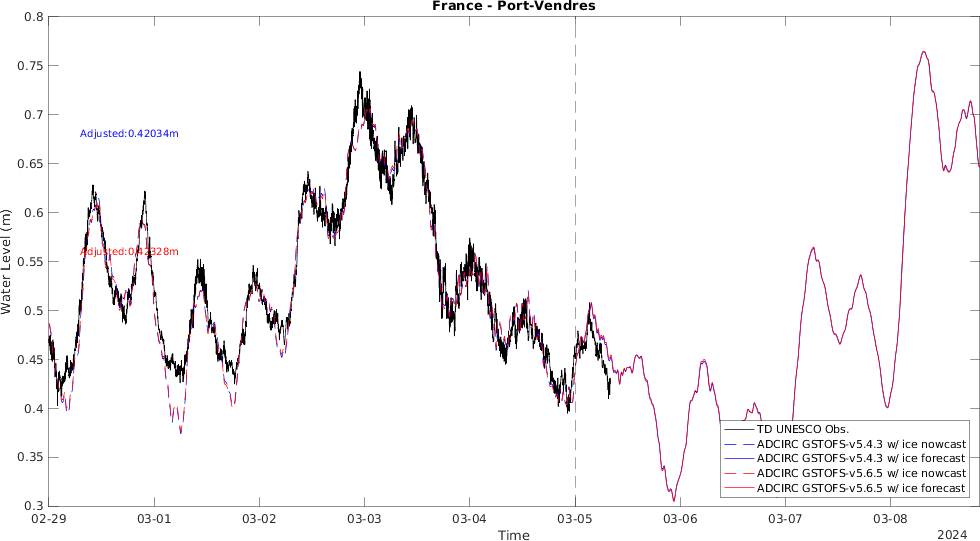 France - Port-Vendres
0.8
0.75
0.7
Adjusted:0.42034m
0.65
0.6
0.55
Adjusted:0.42328m
0.5
0.45
0.4
0.35
0.3
Water Level (m)
TD UNESCO Obs.
ADCIRC GSTOFS-v5.4.3 w/ ice nowcast
ADCIRC GSTOFS-v5.4.3 w/ ice forecast
ADCIRC GSTOFS-v5.6.5 w/ ice nowcast
ADCIRC GSTOFS-v5.6.5 w/ ice forecast
02-29 03-01 03-02 03-03 03-04 03-05 03-06 03-07 03-08
Time
2024